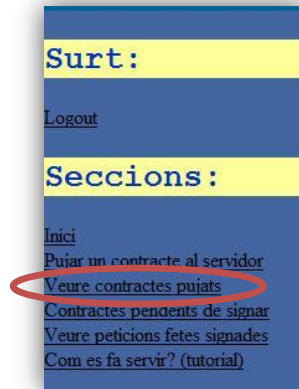 Surt:
Logout
Seccions:
Inici
Pujar un contracte al servidor
Veure contractes pujats
Contractes pendents de signar
Veure peticions fetes signades
Com es fa servir? (tutorial)